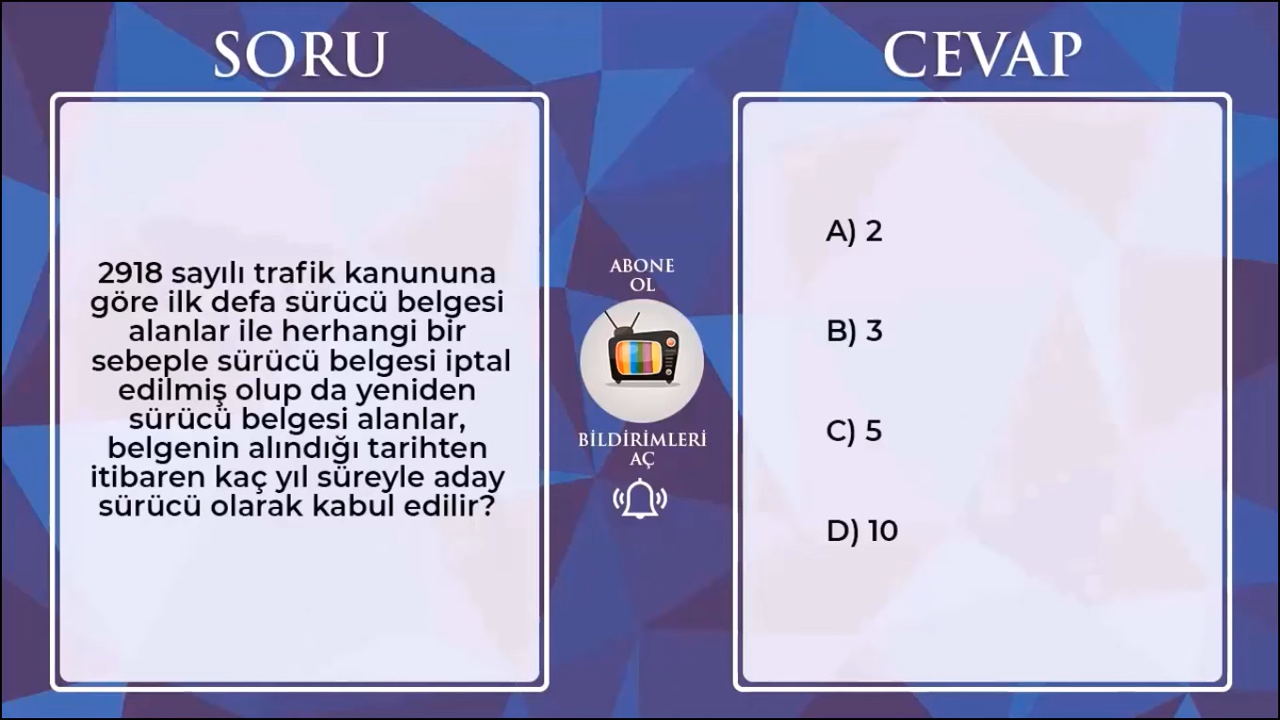 SORU
2918 sayılı trafik kanununa
göre ilk defa sürücü belgesi
alanlar ile herhangi bir
sebeple sürücü belgesi iptal
edilmiş olup da yeniden
sürücü belgesi alanlar,
belgenin alındığı tarihten
itibaren kaç yıl süreyle aday
sürücü olarak kabul edilir?
ABONE
OL
BİLDİRİMLERİ
AÇ
CEVAP
A) 2
B) 3
C) 5
D) 10